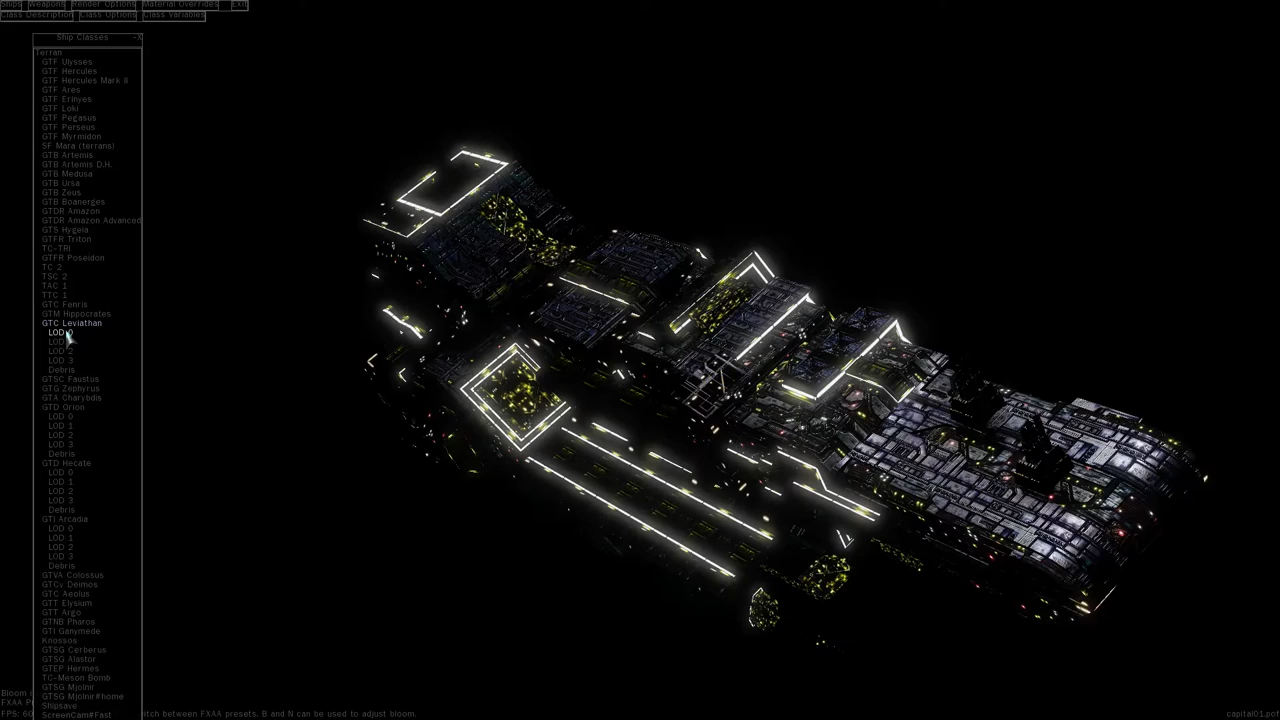 Ships Weapons Render Options Material Overrides Exit
Class Description Class Options Class Variables
Ship Classes -X
Terran
GTF Ulysses
GTF Hercules
GTF Hercules Mark II
GTF Ares
GTF Erinyes
GTF Loki
GTF Pegasus
GTF Perseus
GTF Myrmidon
SF Mara (terrans)
GTB Artemis
GTB Artemis D.H.
GTB Medusa
GTB Ursa
GTB Zeus
GTB Boanerges
GTDR Amazon
GTDR Amazon Advanced
GTS Hygeia
GTFR Triton
TC-TRI
GTFR Poseidon
TC 2
TSC 2
TAC 1
TTC 1
GTC Fenris
GTM Hippocrates
GTC Leviathan
LOD 0
LOD
LOD 2
LOD 3
Debris
GTSC Faustus
GTG Zephyrus
GTA Charybdis
GTD Orion
LOD 0
LOD 1
LOD 2
LOD 3
Debris
GTD Hecate
LOD 0
LOD 1
LOD 2
LOD 3
Debris
GTI Arcadia
LOD 0
LOD 1
LOD 2
LOD 3
Debris
GTVA Colossus
GTCv Deimos
GTC Aeolus
GTT Elysium
GTT Argo
GTNB Pharos
GTI Ganymede
Knossos
GTSG Cerberus
GTSG Alastor
GTEP Hermes
TC-Meson Bomb
GTSG Mjolnir
GTSG Mjolnir#home
Shipsave
ScreenCam#Fast
Bloom
FXAA
FPS: 60 itch between FXAA presets. B and N can be used to adjust bloom.
capital01.pof